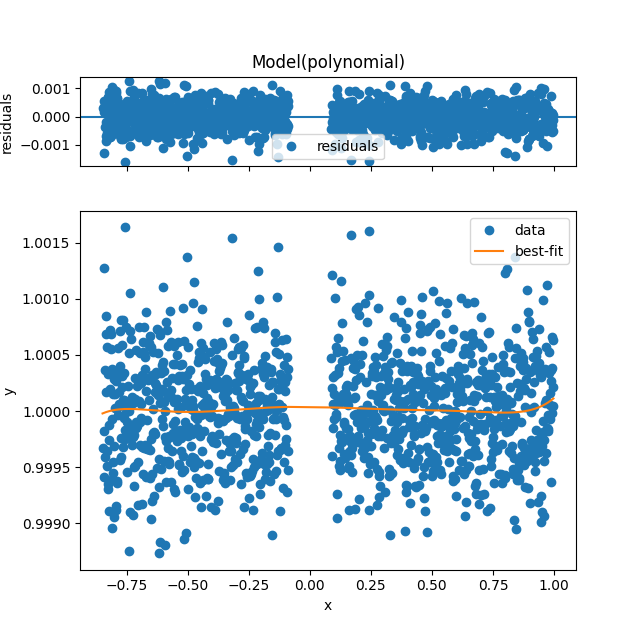 Model(polynomial)
residuals
0.001
0.000
−0.001
residuals
y
1.0015
1.0010
1.0005
1.0000
0.9995
0.9990
data
best-fit
−0.75 −0.50 −0.25 0.00 0.25 0.50 0.75 1.00
x